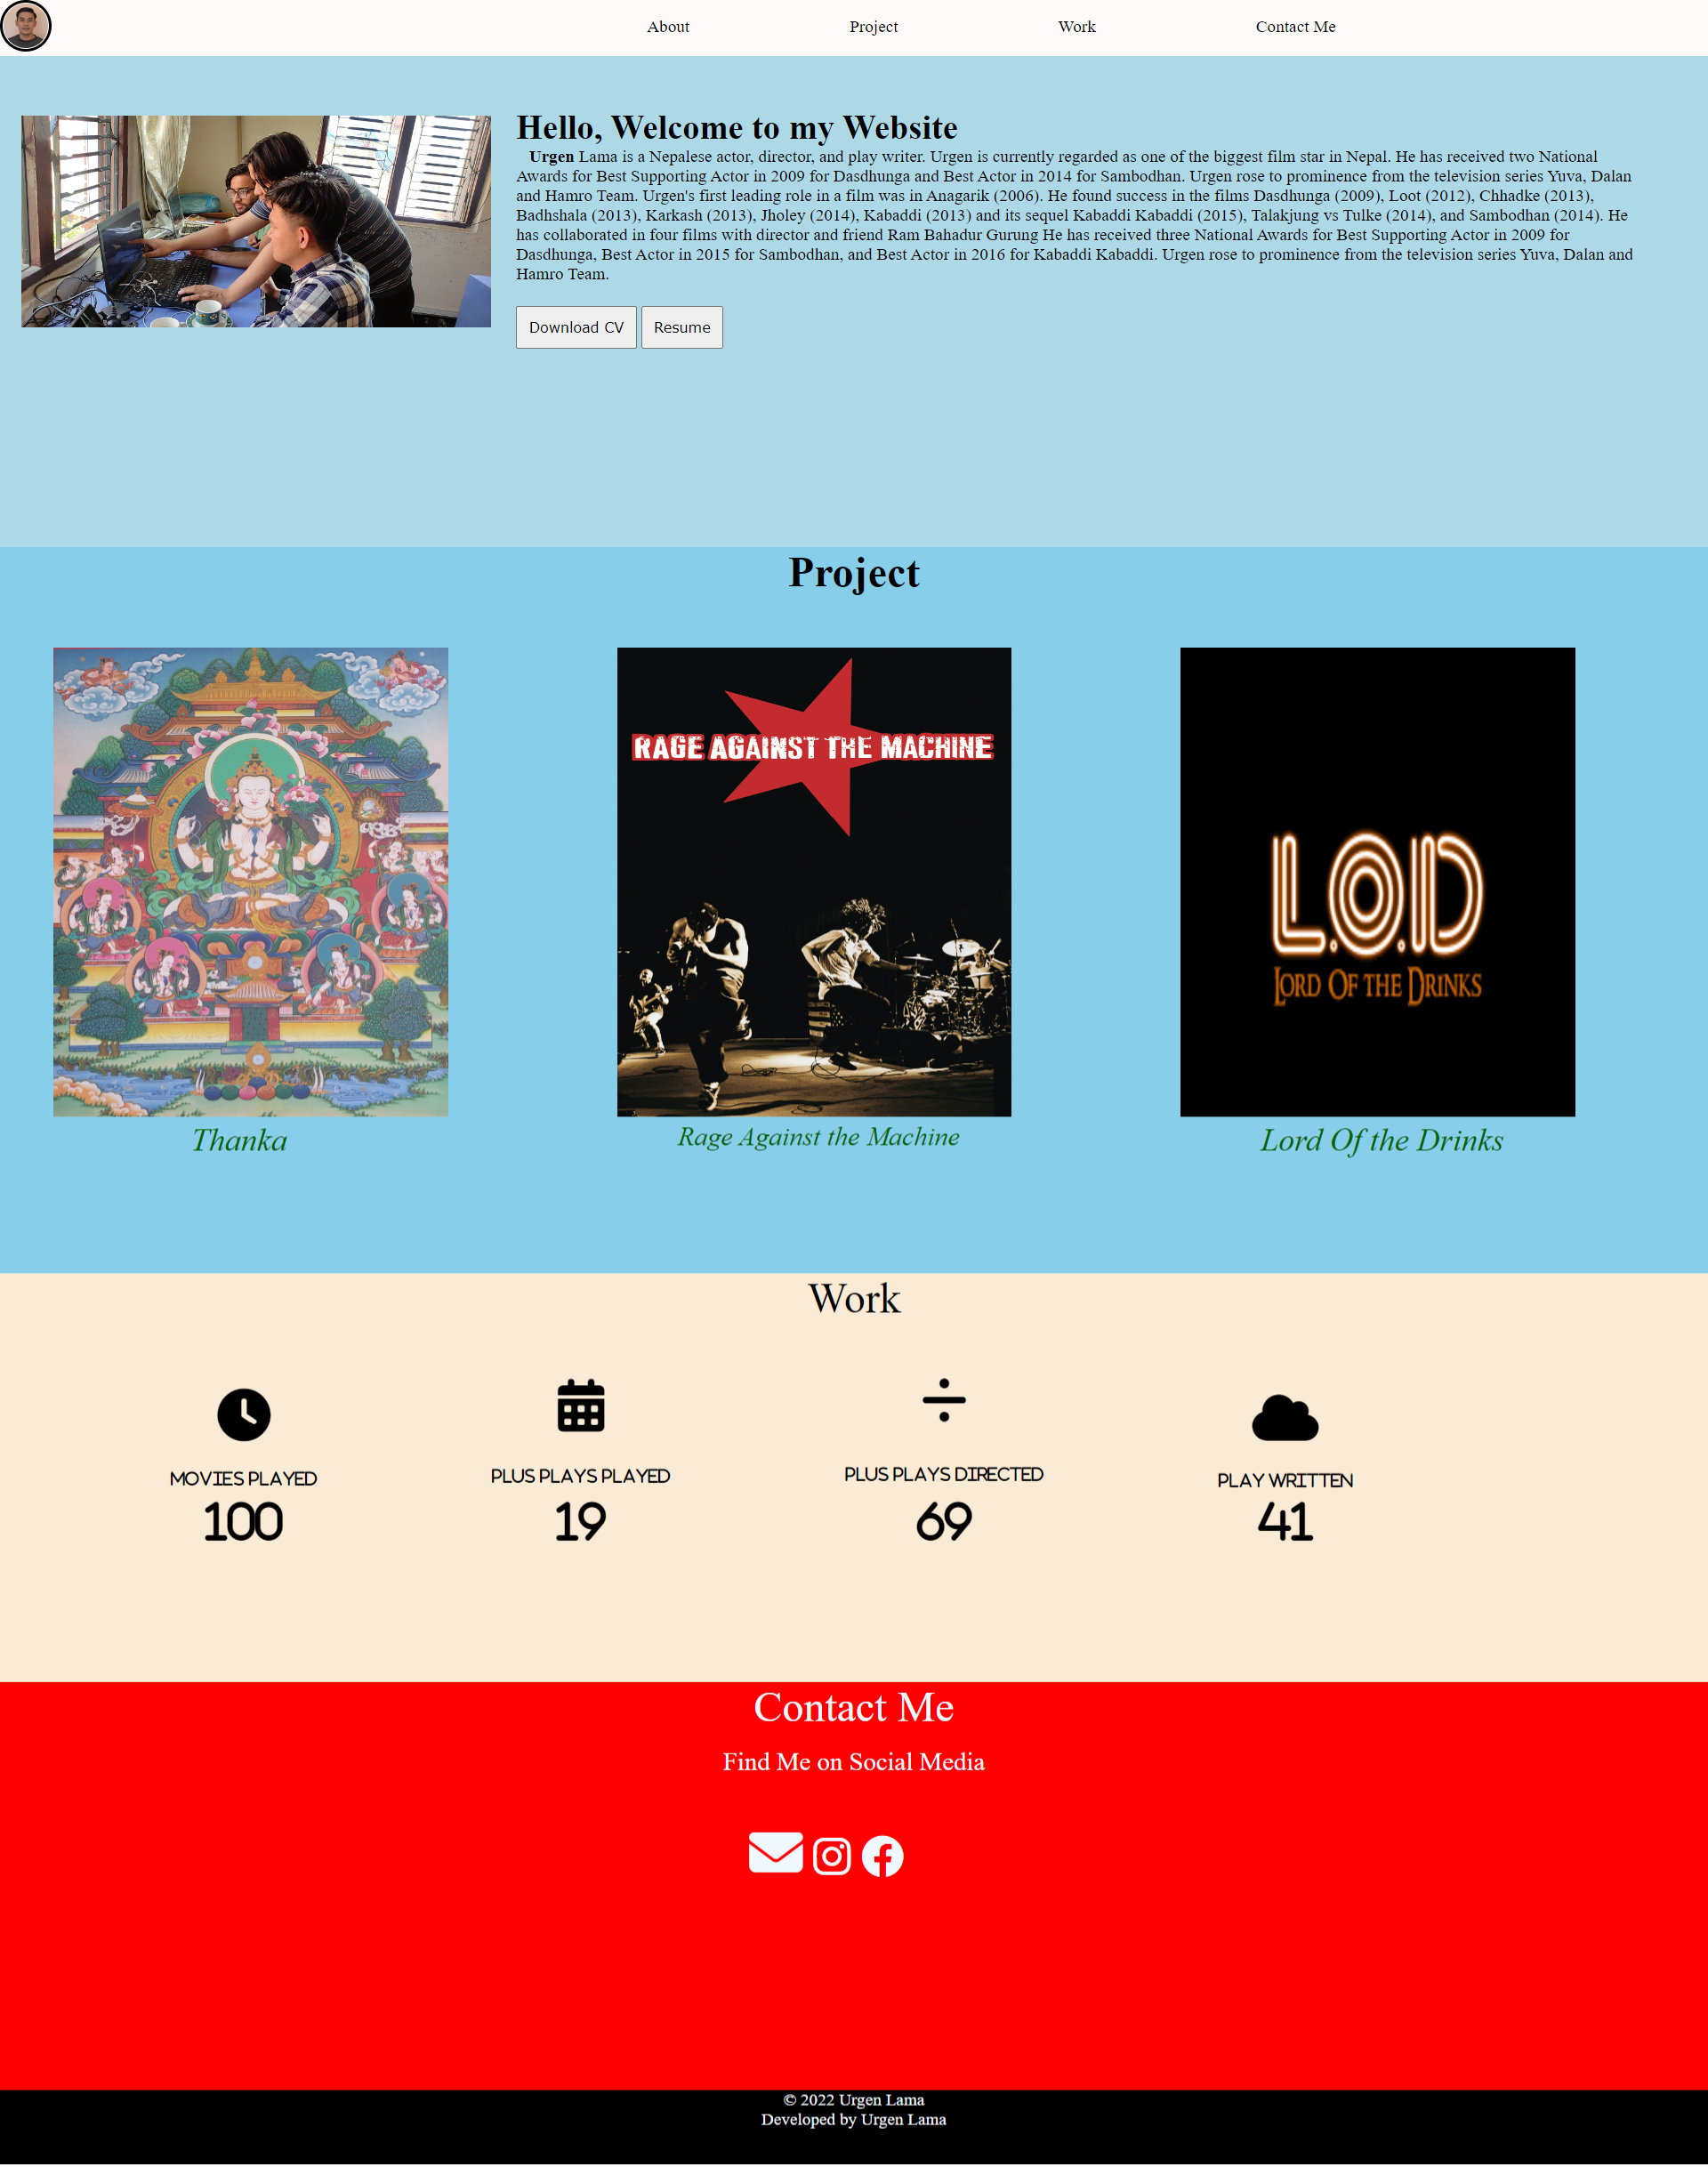 About Project Work Contact Me
Hello, Welcome to my Website
Urgen Lama is a Nepalese actor, director, and play writer. Urgen is currently regarded as one of the biggest film star in Nepal. He has received two National
Awards for Best Supporting Actor in 2009 for Dasdhunga and Best Actor in 2014 for Sambodhan. Urgen rose to prominence from the television series Yuva, Dalan
and Hamro Team. Urgen's first leading role in a film was in Anagarik (2006). He found success in the films Dasdhunga (2009), Loot (2012), Chhadke (2013),
Badhshala (2013), Karkash (2013), Jholey (2014), Kabaddi (2013) and its sequel Kabaddi Kabaddi (2015), Talakjung vs Tulke (2014), and Sambodhan (2014). He
has collaborated in four films with director and friend Ram Bahadur Gurung He has received three National Awards for Best Supporting Actor in 2009 for
Dasdhunga, Best Actor in 2015 for Sambodhan, and Best Actor in 2016 for Kabaddi Kabaddi. Urgen rose to prominence from the television series Yuva, Dalan and
Hamro Team.
Download CV Resume
Project
RAGE AGAINST THE MACHINE
L.O.D
LORD OF THE DRINKS
Thanka
Rage Against the Machine
Lord Of the Drinks
Work
MOVIES PLAYED
100
PLUS PLAYS PLAYED
19
PLUS PLAYS DIRECTED
69
PLAY WRITTEN
41
Contact Me
Find Me on Social Media
© 2022 Urgen Lama
Developed by Urgen Lama